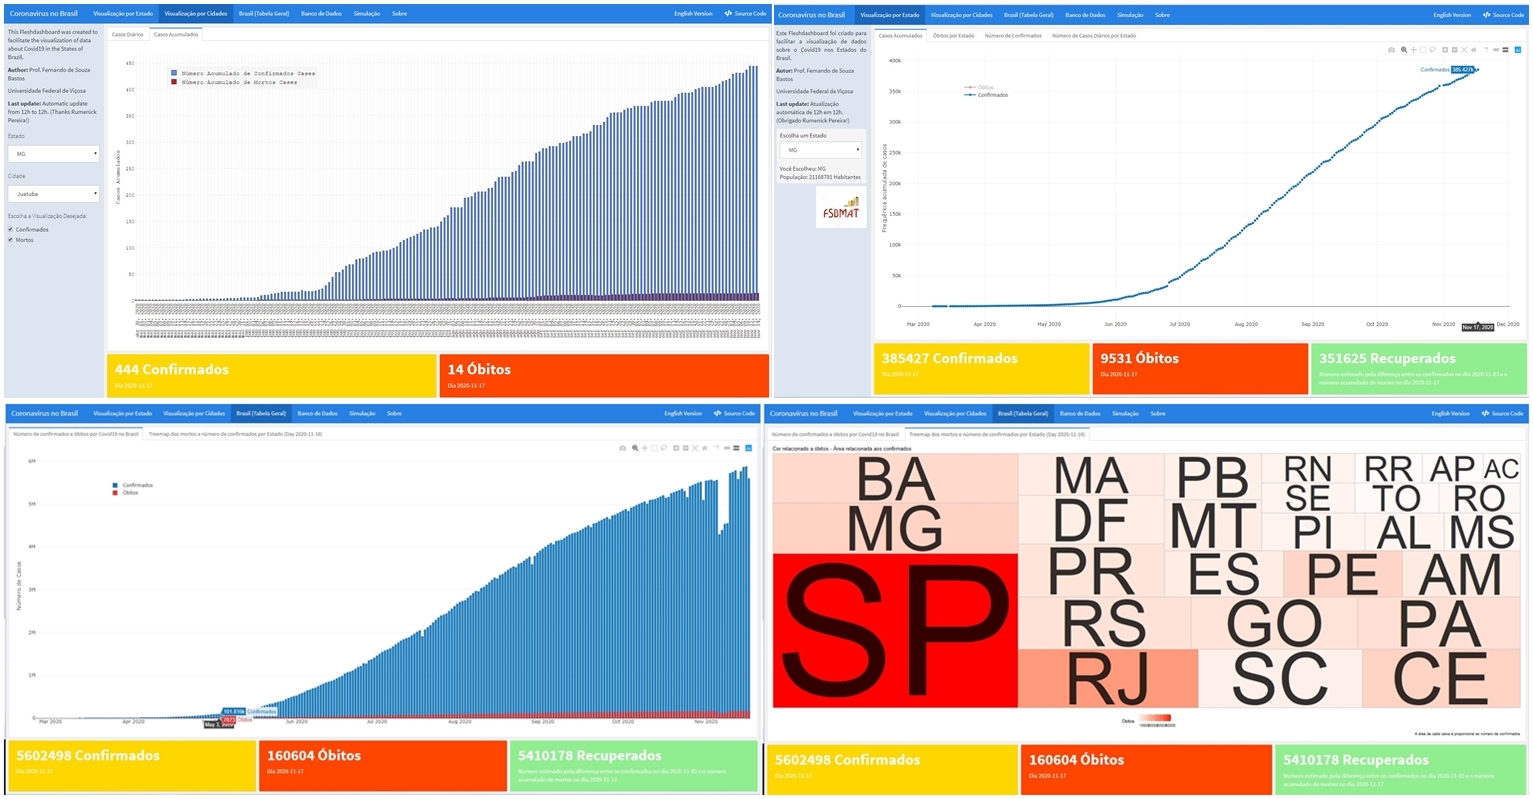 Coronavírus no Brasil
Visualização por Estado
Visualização por Cidades
Brasil (Tabela Geral)
Banco de Dados
Simulação
Sobre
English Version
Source Code
This Fleshdashboard was created to
facilitate the visualization of data
about Covid19 in the States of
Brazil.
Author: Prof. Fernando de Souza
Bastos
Universidade Federal de Viçosa
Last update: Automatic update
from 12h to 12h. (Thanks Rumenick
Pereira!)
Estado
MG
Cidade
Juatuba
Escolha a Visualização Desejada:
Confirmados
Mortos
Casos Diários
Casos Acumulados
Número Acumulado de Confirmados Cases
Número Acumulado de Mortos Cases
Casos Acumulados
444 Confirmados
Dia 2020-11-17
14 Óbitos
Dia 2020-11-17
Coronavírus no Brasil
Visualização por Estado
Visualização por Cidades
Brasil (Tabela Geral)
Banco de Dados
Simulação
Sobre
English Version
Source Code
Este Fleshdashboard foi criado para
facilitar a visualização de dados
sobre o Covid19 nos Estados do
Brasil.
Autor: Prof. Fernando de Souza
Bastos
Universidade Federal de Viçosa
Last update: Atualização
automática de 12h em 12h.
(Obrigado Rumenick Pereira!)
Escolha um Estado
MG
Você Escolheu: MG
População: 21168791 Habitantes
FSBMAT
Casos Acumulados
Óbitos por Estado
Número de Confirmados
Número de Casos Diários por Estado
Confirmados 385.427k
Óbitos
Confirmados
Frequência acumulada de casos
400k
350k
300k
250k
200k
150k
100k
50k
0
Mar 2020
Apr 2020
May 2020
Jun 2020
Jul 2020
Aug 2020
Sep 2020
Oct 2020
Nov 2020
Nov 17, 2020
Dec 2020
385427 Confirmados
Dia 2020-11-17
9531 Óbitos
Dia 2020-11-17
351625 Recuperados
Número estimado pela diferença entre os confirmados no dia 2020-11-03 e o
número acumulado de mortes no dia 2020-11-17
Coronavírus no Brasil
Visualização por Estado
Visualização por Cidades
Brasil (Tabela Geral)
Banco de Dados
Simulação
Sobre
English Version
Source Code
Número de confirmados e óbitos por Covid19 no Brasil
Treemap dos mortos e número de confirmados por Estado (Day 2020-11-16)
Confirmados
Óbitos
Número de Casos
6M
5M
4M
3M
2M
1M
0
Confirmados
7073 Óbitos
Mar 2020
Apr 2020
Jun 2020
Jul 2020
Aug 2020
Sep 2020
Oct 2020
Nov 2020
5602498 Confirmados
Dia 2020-11-17
160604 Óbitos
Dia 2020-11-17
5410178 Recuperados
Número estimado pela diferença entre os confirmados no dia 2020-11-03 e o número
acumulado de mortes no dia 2020-11-17
Coronavírus no Brasil
Visualização por Estado
Visualização por Cidades
Brasil (Tabela Geral)
Banco de Dados
Simulação
Sobre
English Version
Source Code
Número de confirmados e óbitos por Covid19 no Brasil
Treemap dos mortos e número de confirmados por Estado (Day 2020-11-16)
Cor relacionado a óbitos - Área relacionada aos confirmados
BA
MA
PB
RN
RR
AP
AC
SE
TO
RO
MG
DF
MT
PI
AL
MS
SP
PR
ES
PE
AM
RS
GO
PA
RJ
SC
CE
Óbitos
A área de cada caixa é proporcional ao número de confirmados
5602498 Confirmados
Dia 2020-11-17
160604 Óbitos
Dia 2020-11-17
5410178 Recuperados
Número estimado pela diferença entre os confirmados no dia 2020-11-03 e o número
acumulado de mortes no dia 2020-11-17